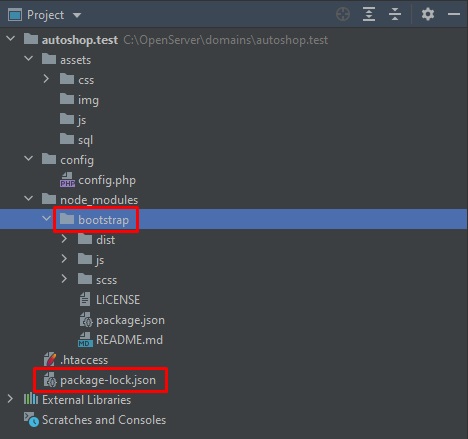 Project
autoshop.test C:\OpenServer\domains\autoshop.test
assets
css
img
js
sql
config
config.php
node_modules
bootstrap
dist
js
scss
LICENSE
package.json
README.md
.htaccess
package-lock.json
External Libraries
Scratches and Consoles